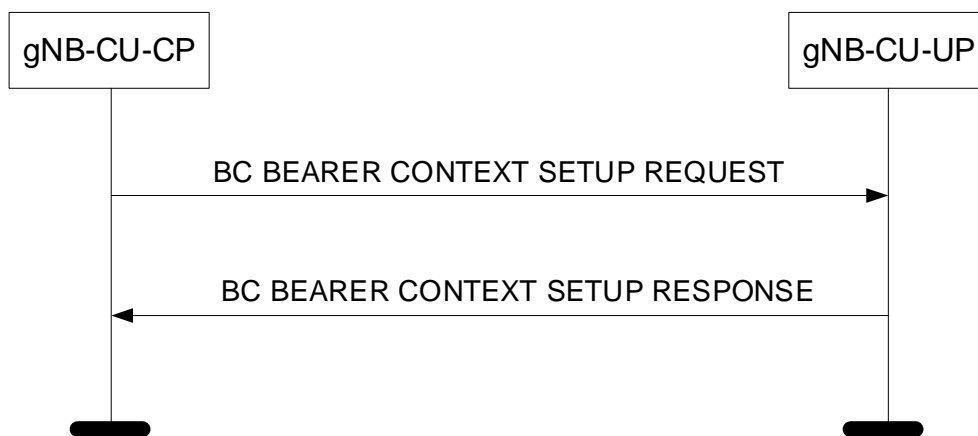 gNB-CU-CP
gNB-CU-UP
BC BEARER CONTEXT SETUP REQUEST
BC BEARER CONTEXT SETUP RESPONSE